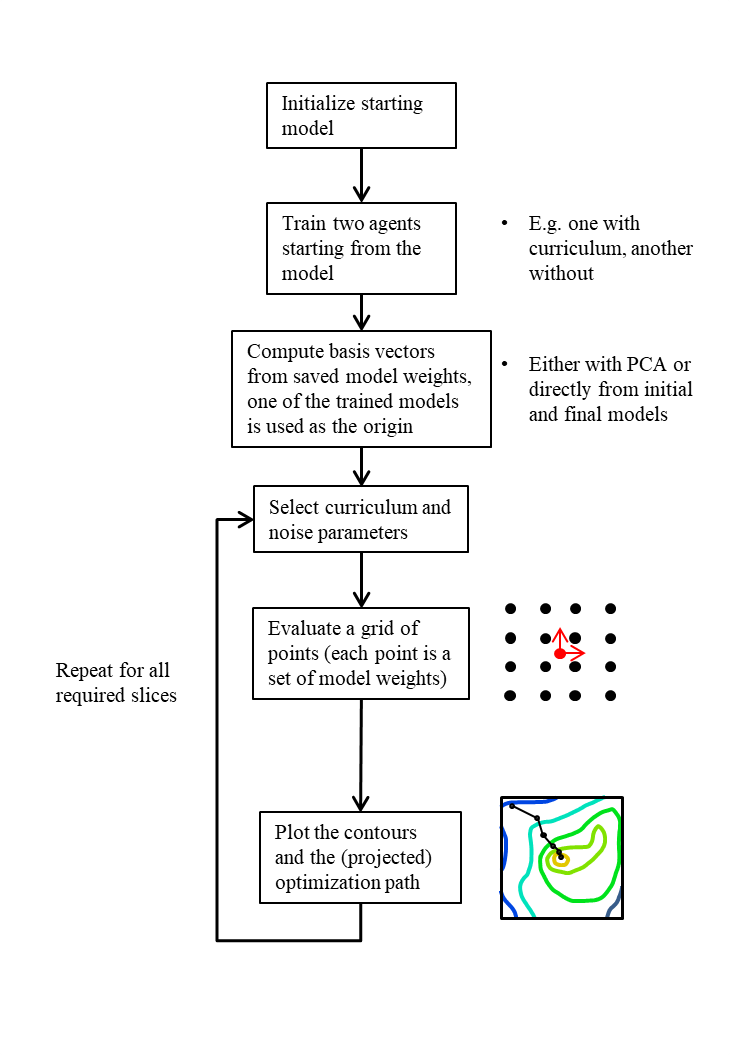 Initialize starting
model
Train two agents
starting from the
model
• E.g. one with
curriculum, another
without
Compute basis vectors
from saved model weights,
one of the trained models
is used as the origin
• Either with PCA or
directly from initial
and final models
Select curriculum and
noise parameters
Evaluate a grid of
points (each point is a
set of model weights)
Repeat for all
required slices
Plot the contours
and the (projected)
optimization path